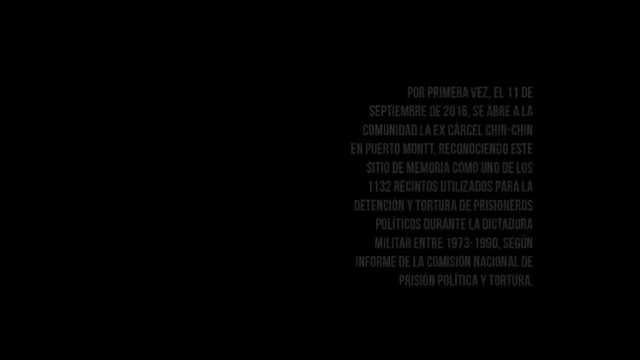 POR PRIMERA VEZ, EL 11 DE
SEPTIEMBRE DE 2016, SE ABRE A LA
COMUNIDAD LA EX CÁRCEL CHIN-CHIN
EN PUERTO MONTT, RECONOCIENDO ESTE
SITIO DE MEMORIA COMO UNO DE LOS
1132 RECINTOS UTILIZADOS PARA LA
DETENCIÓN Y TORTURA DE PRISIONEROS
POLÍTICOS DURANTE LA DICTADURA
MILITAR ENTRE 1973-1990, SEGÚN
INFORME DE LA COMISIÓN NACIONAL DE
PRISIÓN POLÍTICA Y TORTURA.